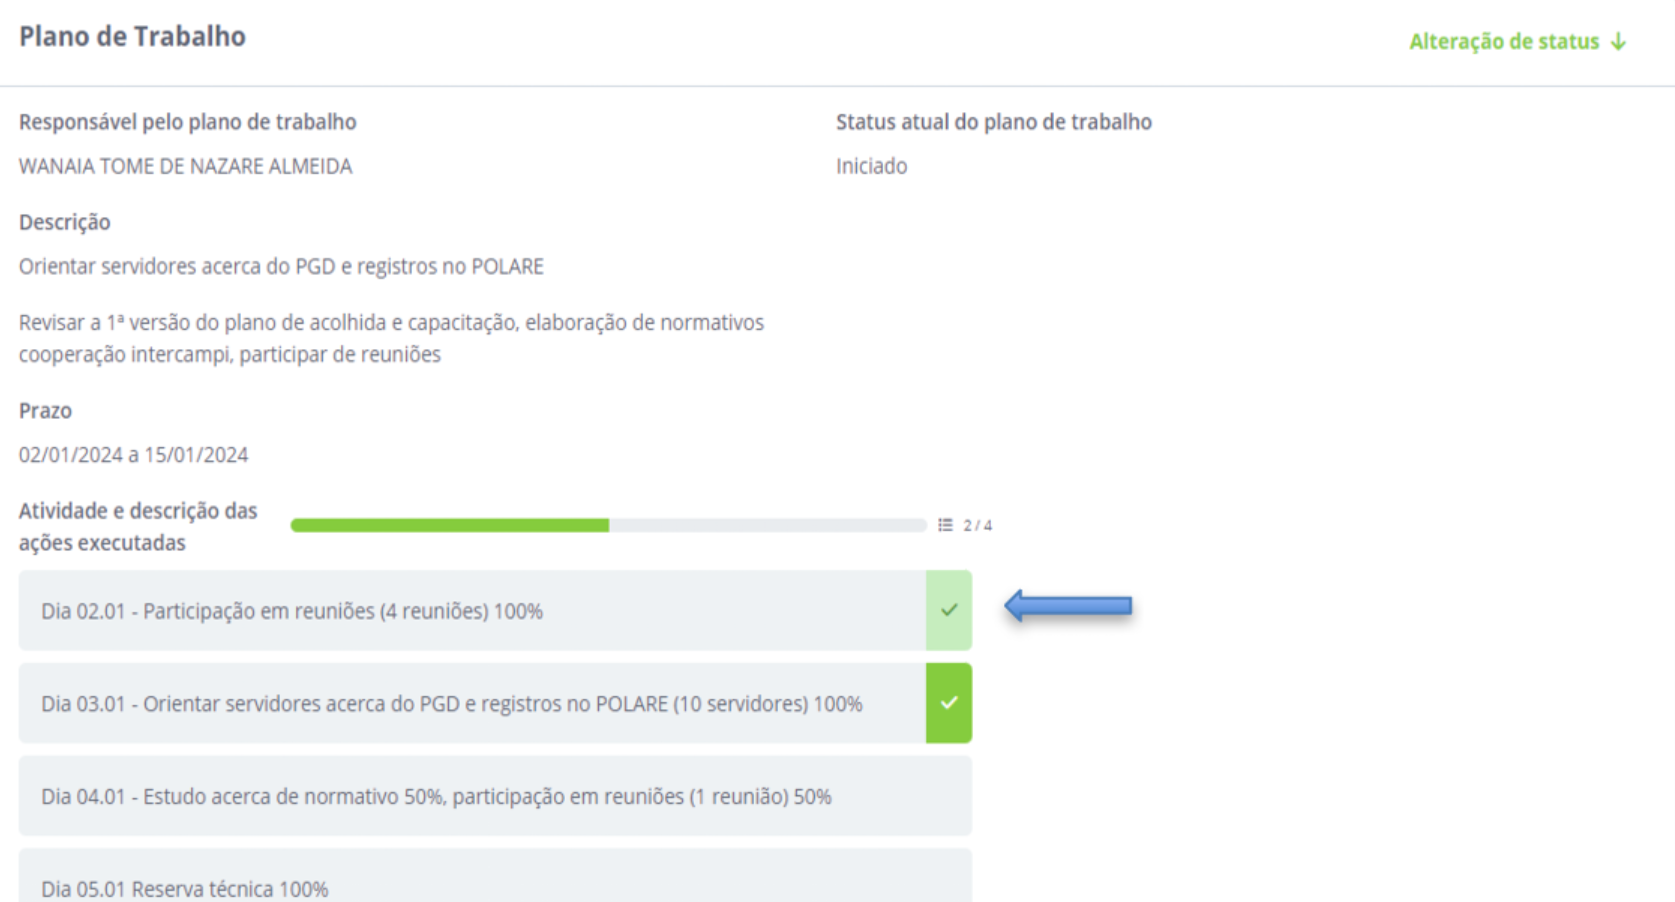 Plano de Trabalho
Alteração de status ↓
Responsável pelo plano de trabalho
Status atual do plano de trabalho
WANAIA TOME DE NAZARE ALMEIDA
Iniciado
Descrição
Orientar servidores acerca do PGD e registros no POLARE
Revisar a 1ª versão do plano de acolhida e capacitação, elaboração de normativos
cooperação intercampi, participar de reuniões
Prazo
02/01/2024 a 15/01/2024
Atividade e descrição das
ações executadas
2/4
Dia 02.01 - Participação em reuniões (4 reuniões) 100%
Dia 03.01 - Orientar servidores acerca do PGD e registros no POLARE (10 servidores) 100%
Dia 04.01 - Estudo acerca de normativo 50%, participação em reuniões (1 reunião) 50%
Dia 05.01 Reserva técnica 100%